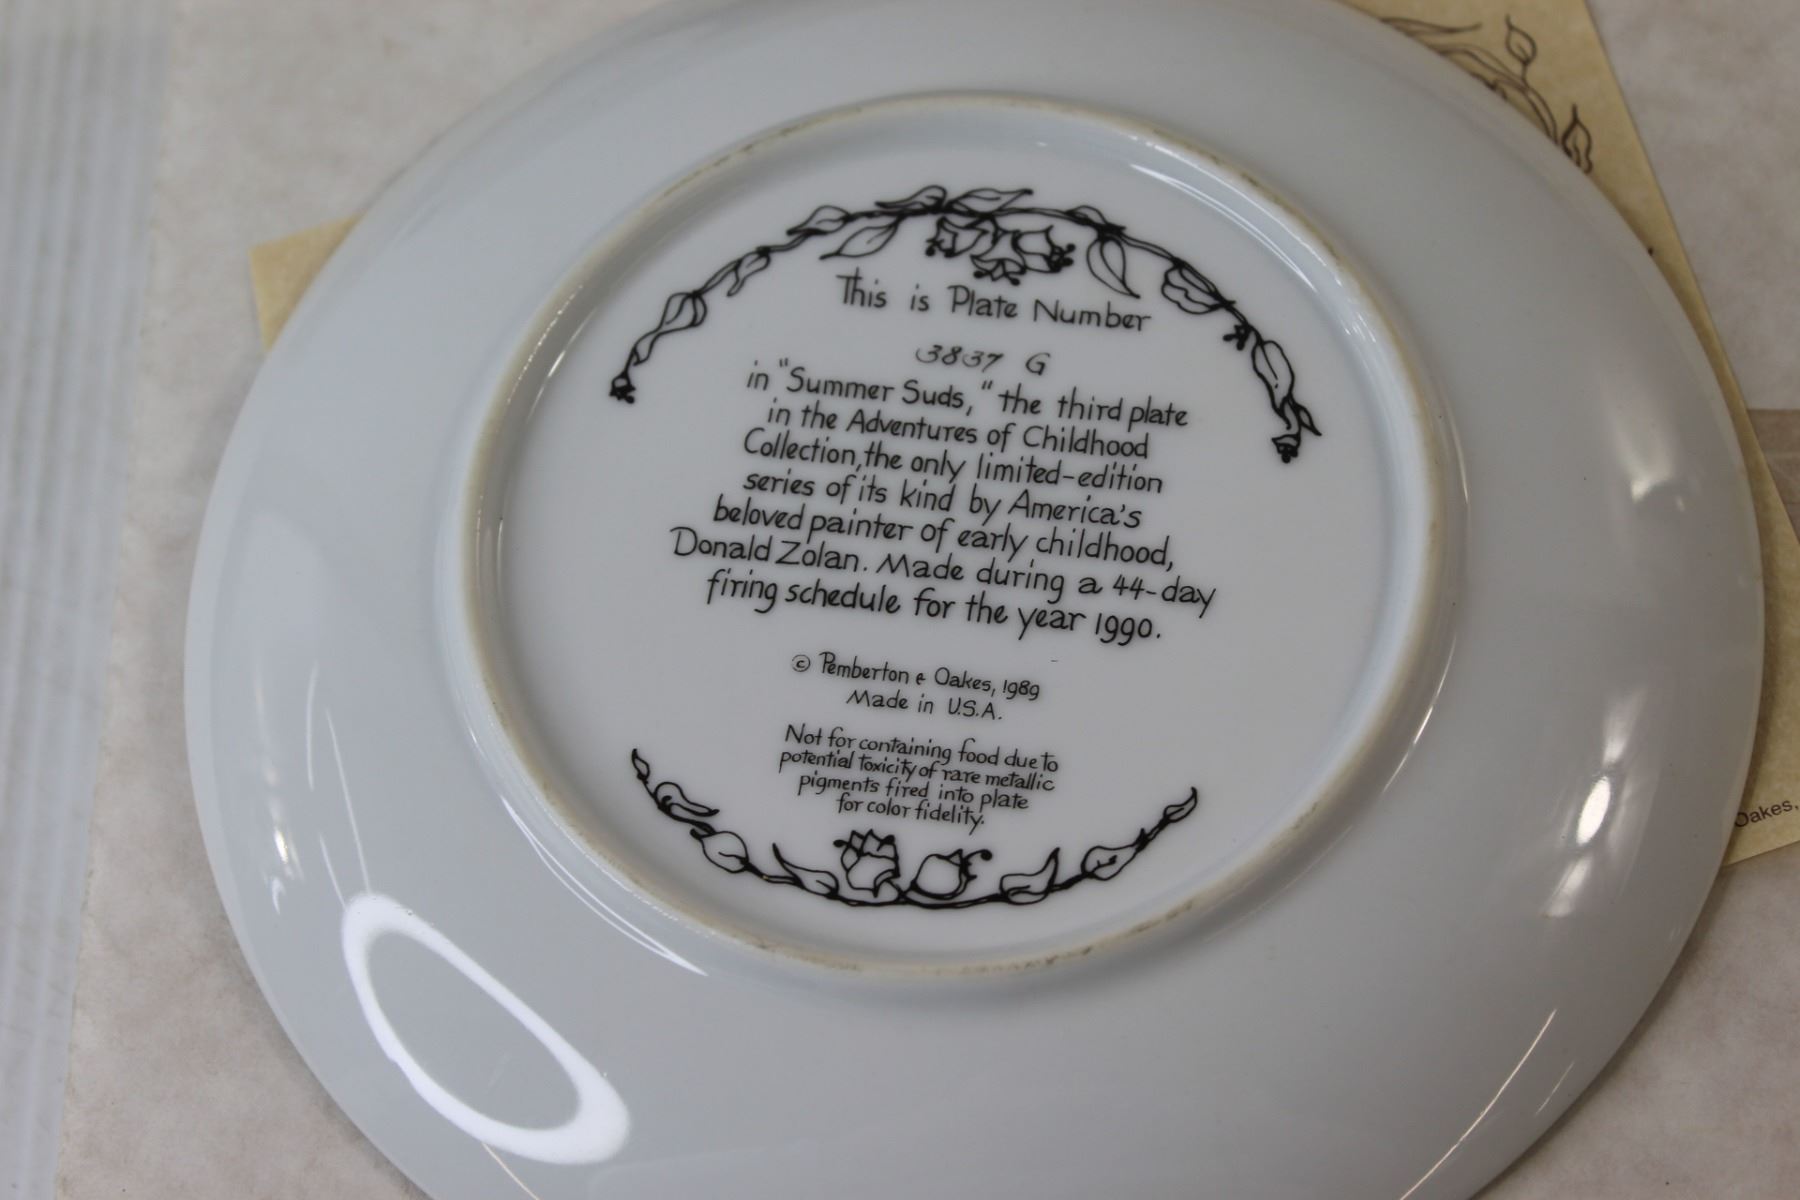 This is Plate Number
3837 G
in "Summer Suds," the third plate
in the Adventures of Childhood
Collection, the only limited-edition
series of its kind by America's
beloved painter of early childhood,
Donald Zolan. Made during a 44-day
firing schedule for the year 1990.
© Pemberton & Oakes, 1989
Made in U.S.A.
Not for containing food due to
potential toxicity of rare metallic
pigments fired into plate
for color fidelity.
Oakes,